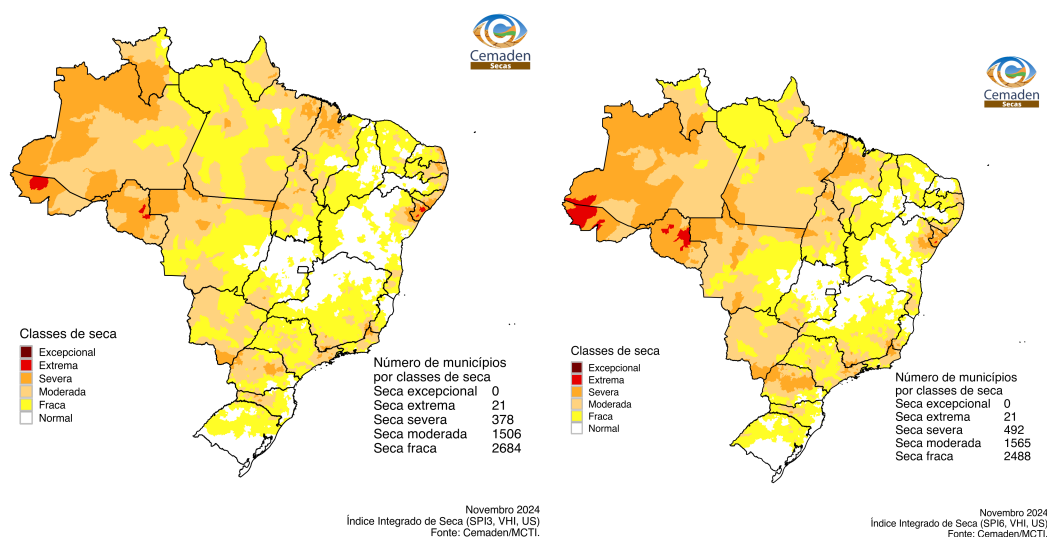 Cemaden
Secas
Classes de seca
Excepcional
Extrema
Severa
Moderada
Fraca
Normal
Número de municípios
por classes de seca
Seca excepcional 0
Seca extrema 21
Seca severa 378
Seca moderada 1506
Seca fraca 2684
Novembro 2024
Índice Integrado de Seca (SPI3, VHI, US)
Fonte: Cemaden/MCTI.
Cemaden
Secas
Classes de seca
Excepcional
Extrema
Severa
Moderada
Fraca
Normal
Número de municípios
por classes de seca
Seca excepcional 0
Seca extrema 21
Seca severa 492
Seca moderada 1565
Seca fraca 2488
Novembro 2024
Índice Integrado de Seca (SPI6, VHI, US)
Fonte: Cemaden/MCTI.